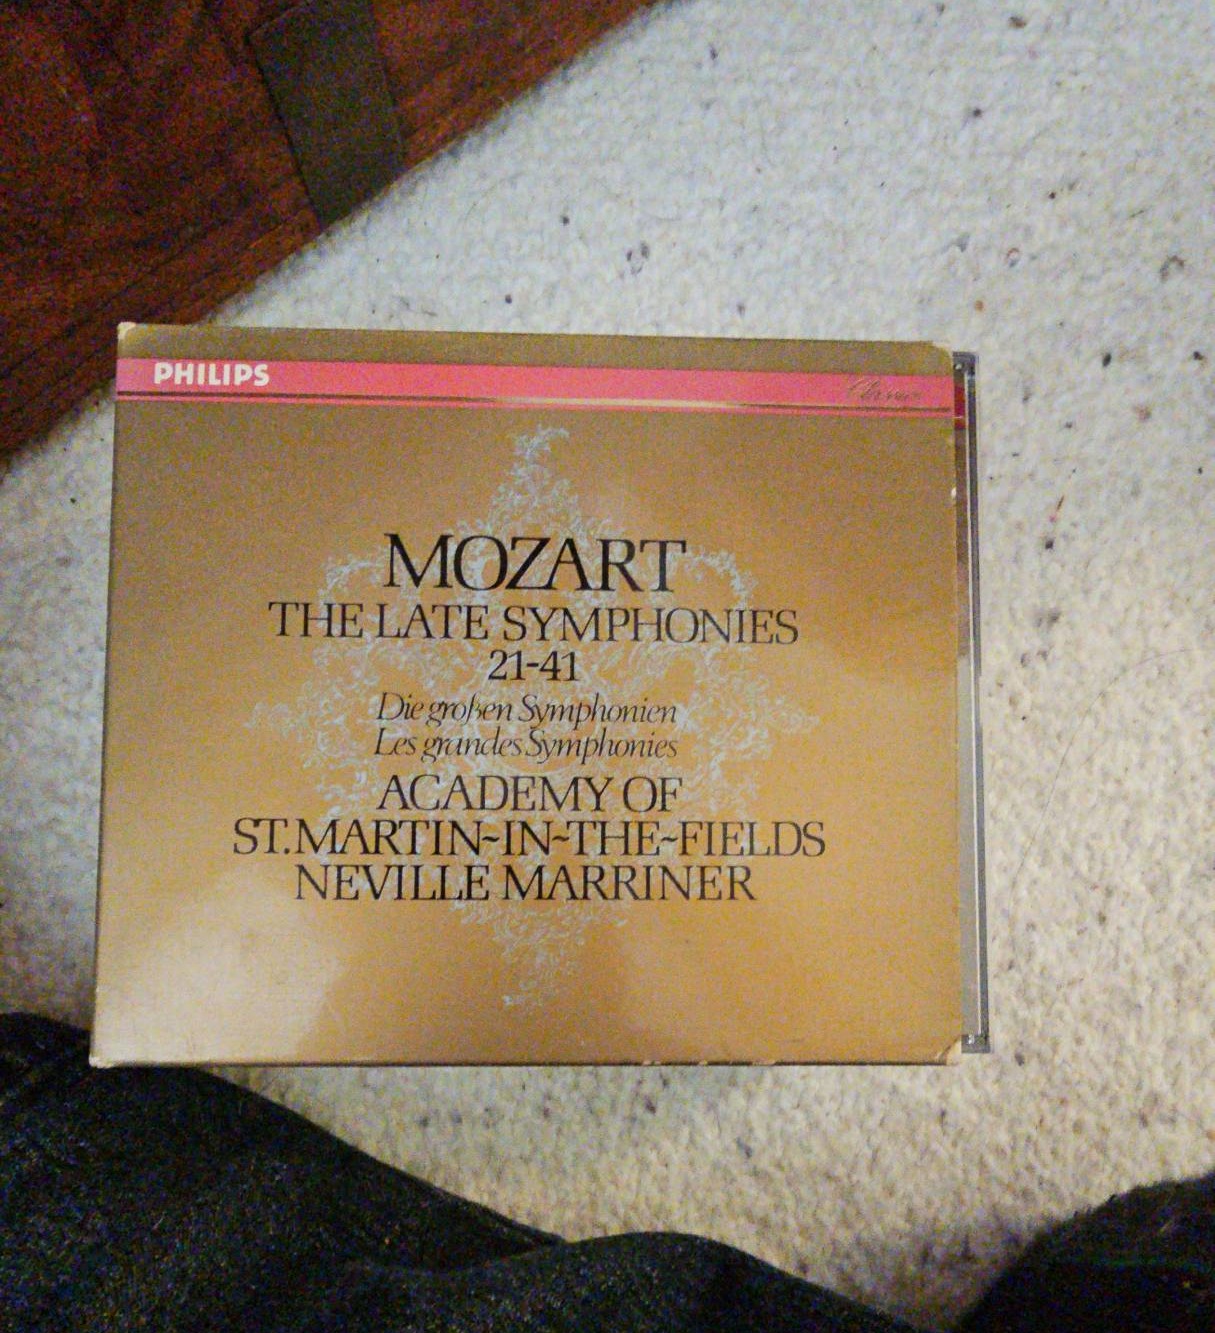 PHILIPS
Classics
MOZART
THE LATE SYMPHONIES
21-41
Die großen Symphonien
Les grandes Symphonies
ACADEMY OF
ST.MARTIN~IN~THE~FIELDS
NEVILLE MARRINER